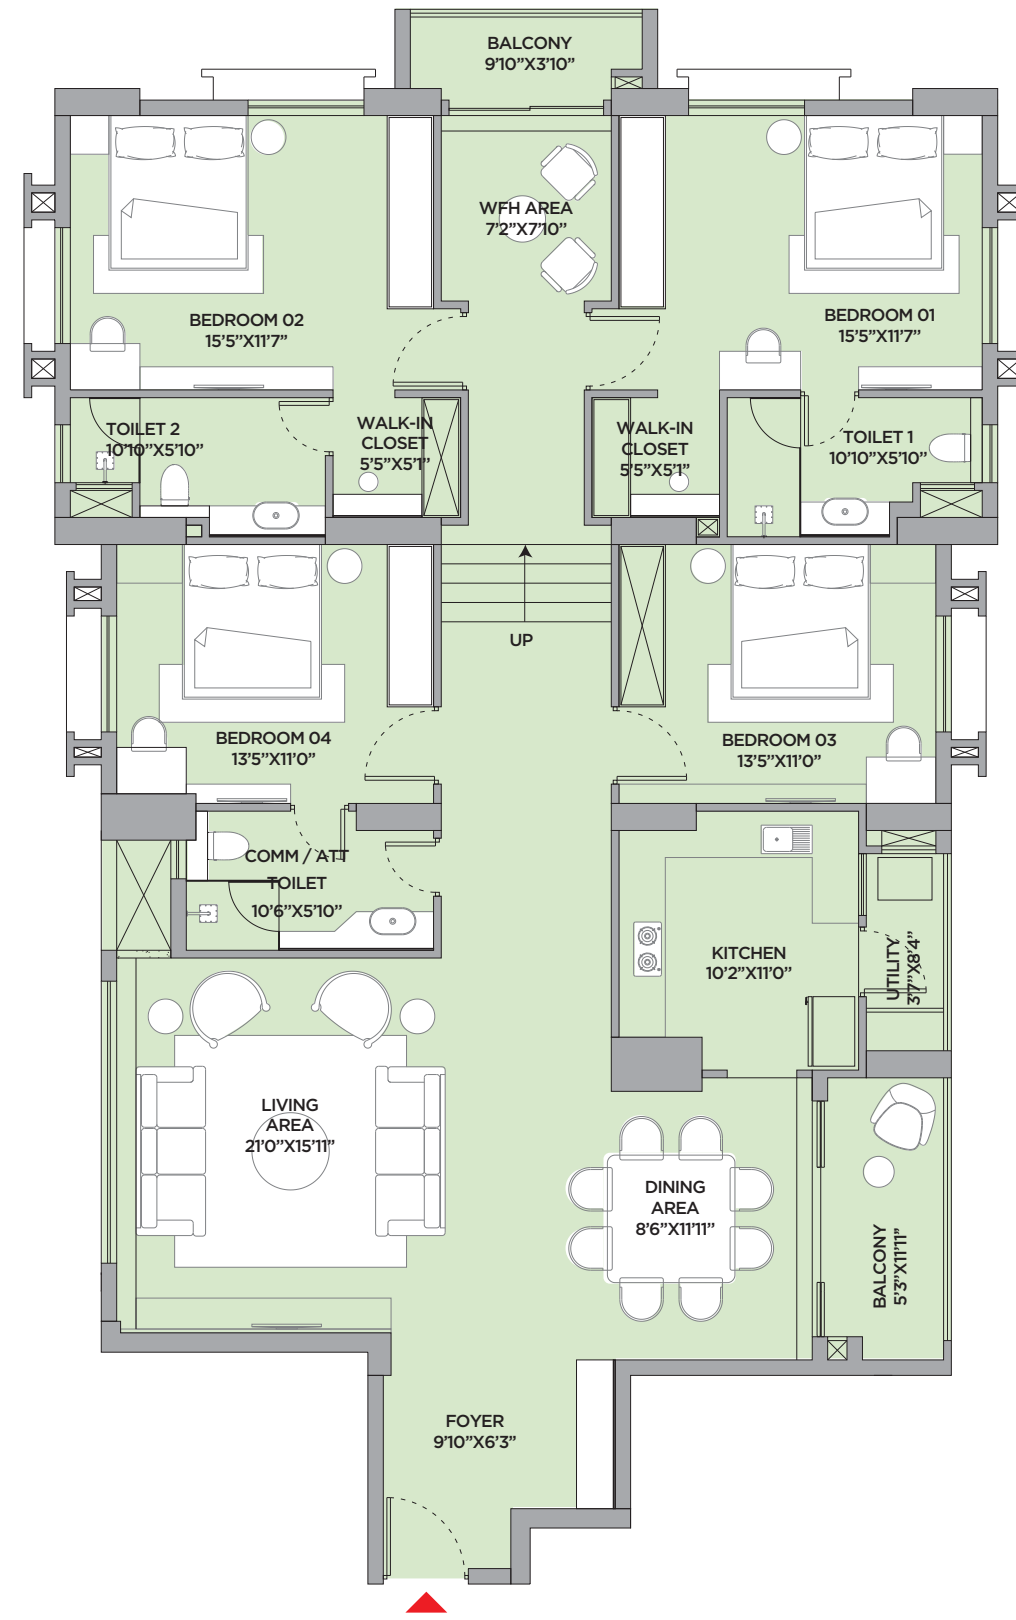 BALCONY
9'10"X3'10"
WFH AREA
7'2"X7'10"
BEDROOM 02
15'5"X11'7"
BEDROOM 01
15'5"X11'7"
TOILET 2
10'10"X5'10"
WALK-IN
CLOSET
5'5"X5'1"
WALK-IN
CLOSET
5'5"X5'1"
TOILET 1
10'10"X5'10"
UP
BEDROOM 04
13'5"X11'0"
BEDROOM 03
13'5"X11'0"
COMM / ATT
TOILET
10'6"X5'10"
KITCHEN
10'2"X11'0"
UTILITY
3'7"X8'4"
LIVING
AREA
21'0"X15'11"
DINING
AREA
8'6"X11'11"
BALCONY
5'3"X11'11"
FOYER
9'10"X6'3"